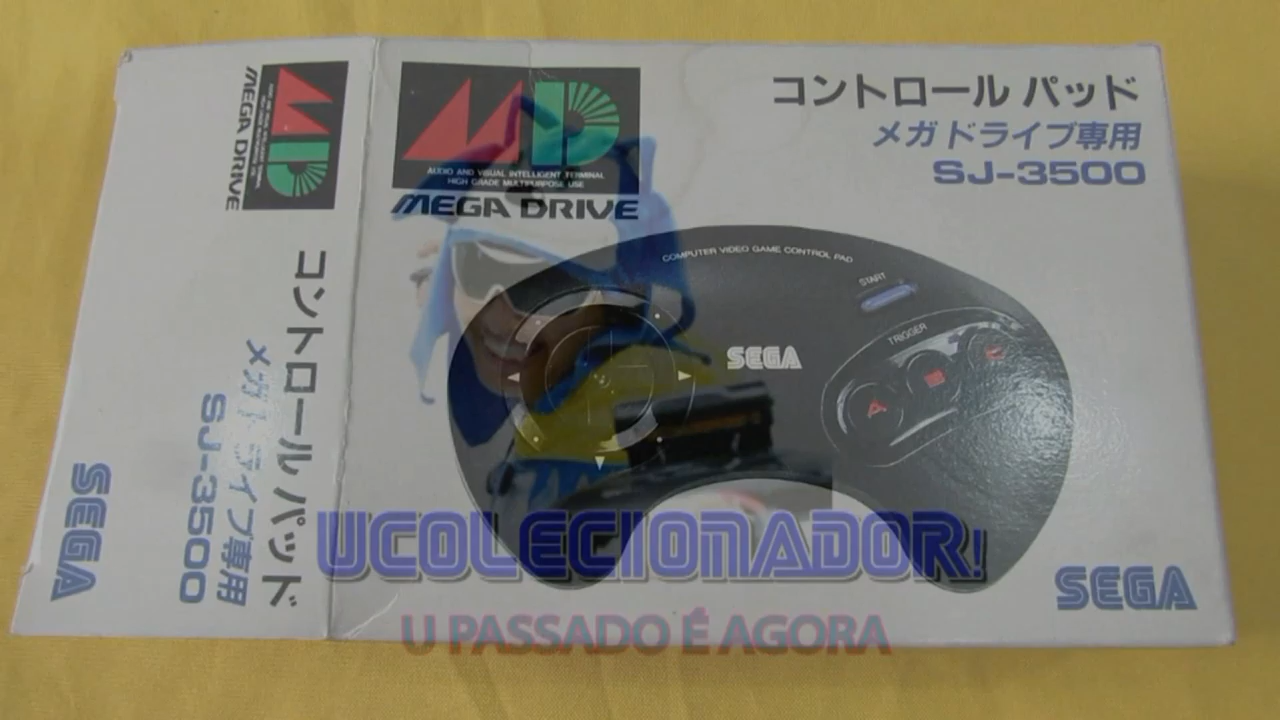 MD
AUDIO AND VISUAL INTELLIGENT TERMINAL
HIGH GRADE MULTIPURPOSE USE
MEGA DRIVE
コントロール パッド
メガドライブ専用
SJ-3500
COMPUTER VIDEO GAME CONTROL PAD
START
TRIGGER
A
SEGA
SEGA
MD
MEGA DRIVE
コントロール パッド
メガドライブ専用
SJ-3500
SEGA
UCOLECIONADOR!
U PASSADO É AGORA